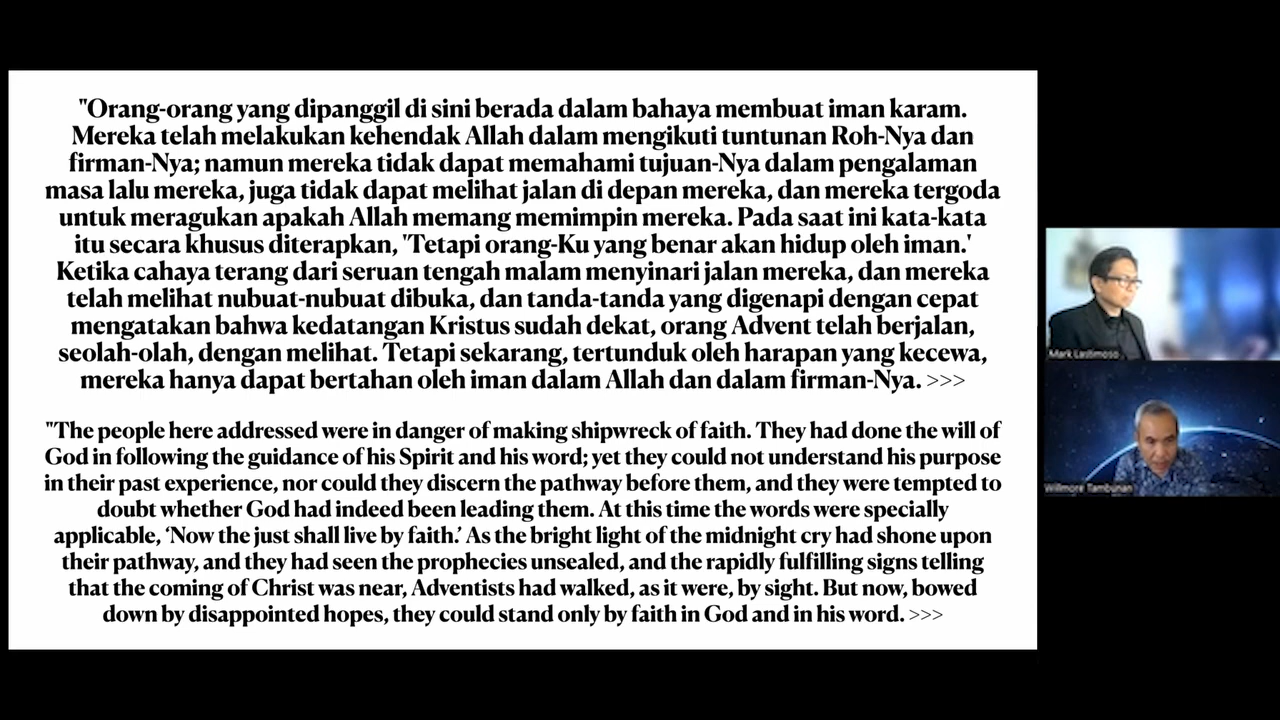 "Orang-orang yang dipanggil di sini berada dalam bahaya membuat iman karam.
Mereka telah melakukan kehendak Allah dalam mengikuti tuntunan Roh-Nya dan
firman-Nya; namun mereka tidak dapat memahami tujuan-Nya dalam pengalaman
masa lalu mereka, juga tidak dapat melihat jalan di depan mereka, dan mereka tergoda
untuk meragukan apakah Allah memang memimpin mereka. Pada saat ini kata-kata
itu secara khusus diterapkan, 'Tetapi orang-Ku yang benar akan hidup oleh iman.'
Ketika cahaya terang dari seruan tengah malam menyinari jalan mereka, dan mereka
telah melihat nubuat-nubuat dibuka, dan tanda-tanda yang digenapi dengan cepat
mengatakan bahwa kedatangan Kristus sudah dekat, orang Advent telah berjalan,
seolah-olah, dengan melihat. Tetapi sekarang, tertunduk oleh harapan yang kecewa,
mereka hanya dapat bertahan oleh iman dalam Allah dan dalam firman-Nya. >>>
"The people here addressed were in danger of making shipwreck of faith. They had done the will of
God in following the guidance of his Spirit and his word; yet they could not understand his purpose
in their past experience, nor could they discern the pathway before them, and they were tempted to
doubt whether God had indeed been leading them. At this time the words were specially
applicable, ‘Now the just shall live by faith.’ As the bright light of the midnight cry had shone upon
their pathway, and they had seen the prophecies unsealed, and the rapidly fulfilling signs telling
that the coming of Christ was near, Adventists had walked, as it were, by sight. But now, bowed
down by disappointed hopes, they could stand only by faith in God and in his word. >>>
Mark Lastimoso
Willmore Tambunan